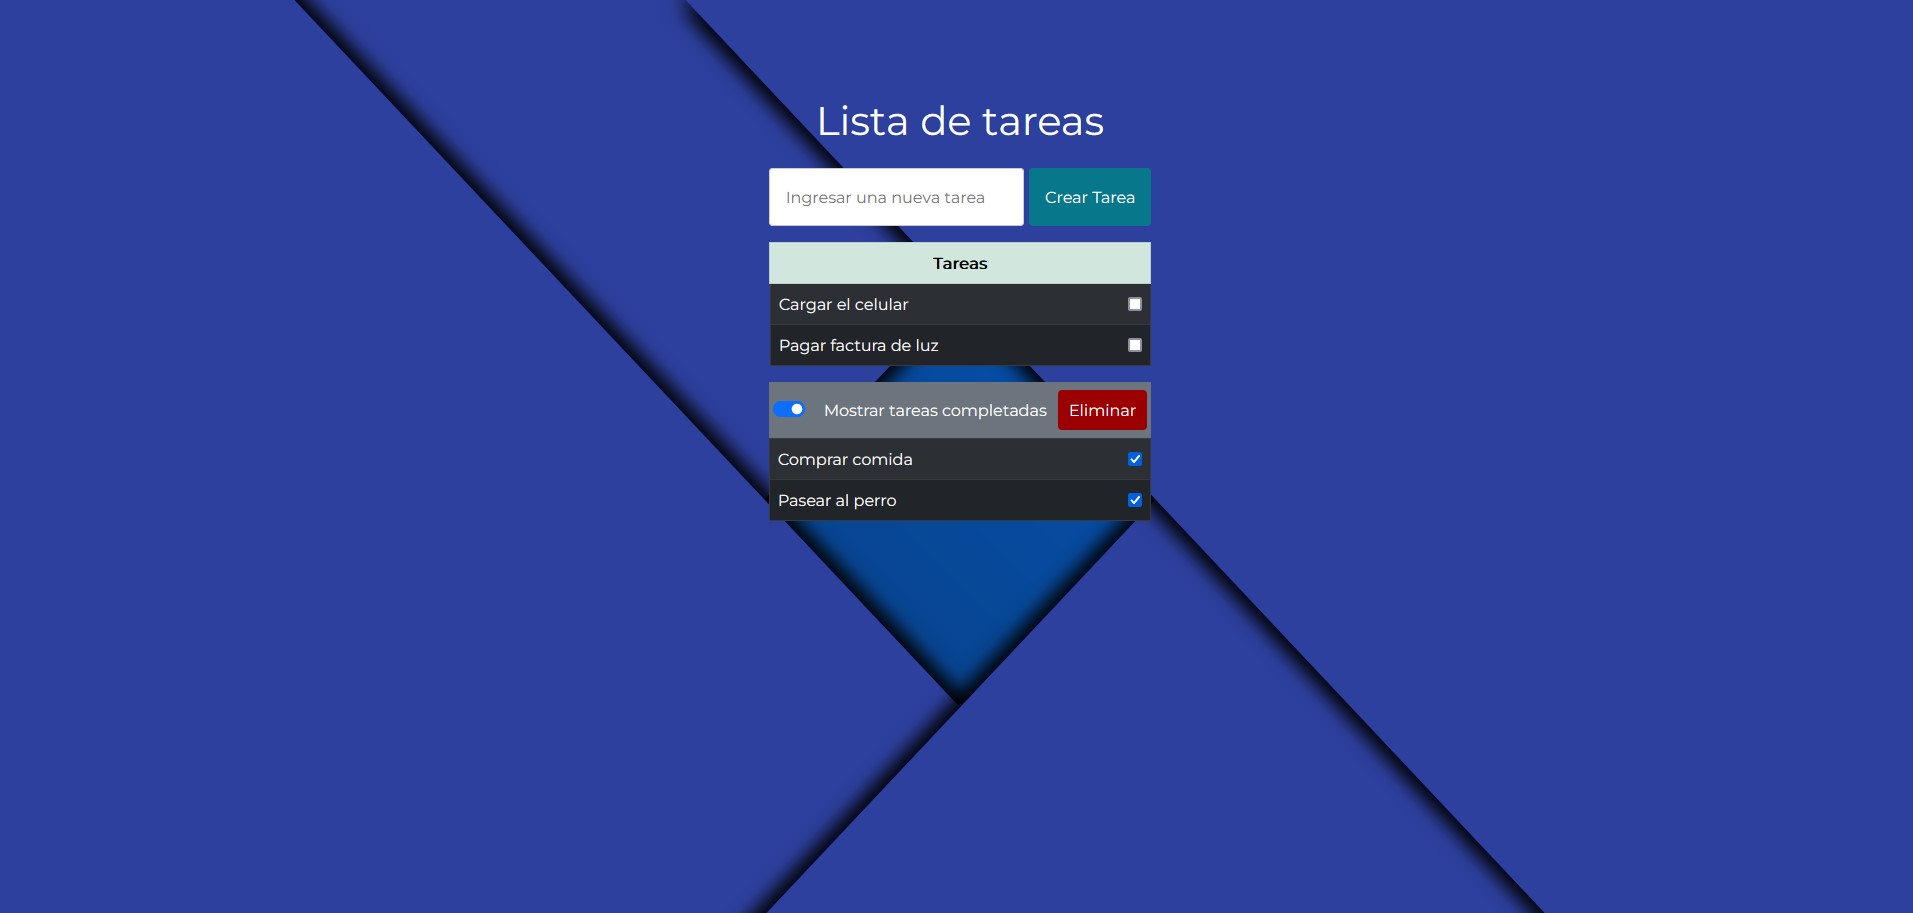 Lista de tareas
Ingresar una nueva tarea
Crear Tarea
Tareas
Cargar el celular
Pagar factura de luz
Mostrar tareas completadas
Eliminar
Comprar comida
Pasear al perro